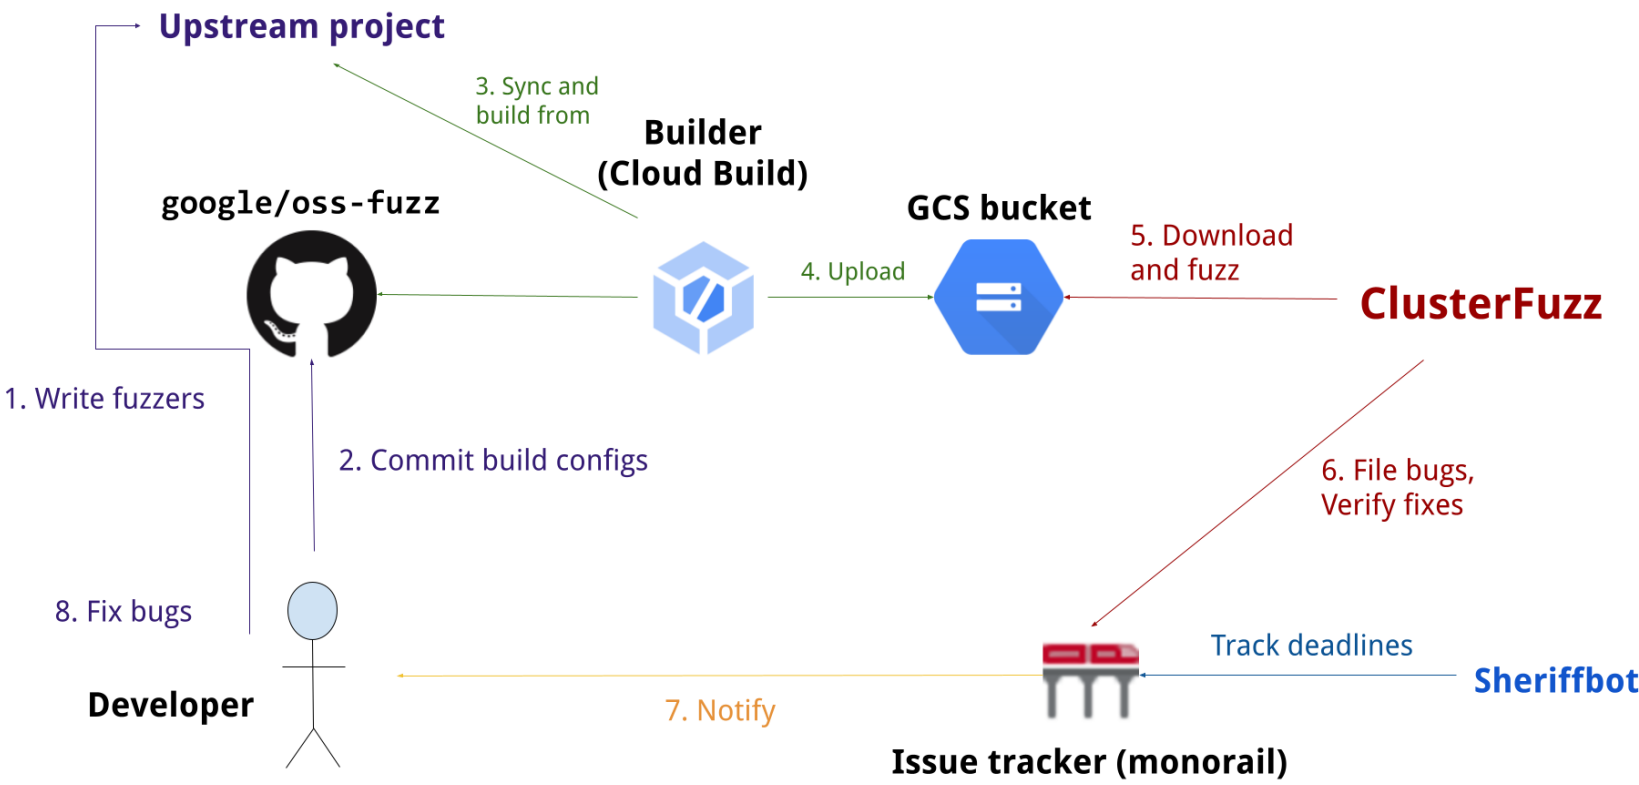 Upstream project
3. Sync and
build from
Builder
(Cloud Build)
google/oss-fuzz
GCS bucket
4. Upload
5. Download
and fuzz
ClusterFuzz
1. Write fuzzers
2. Commit build configs
6. File bugs,
Verify fixes
8. Fix bugs
Developer
7. Notify
Track deadlines
Sheriffbot
Issue tracker (monorail)